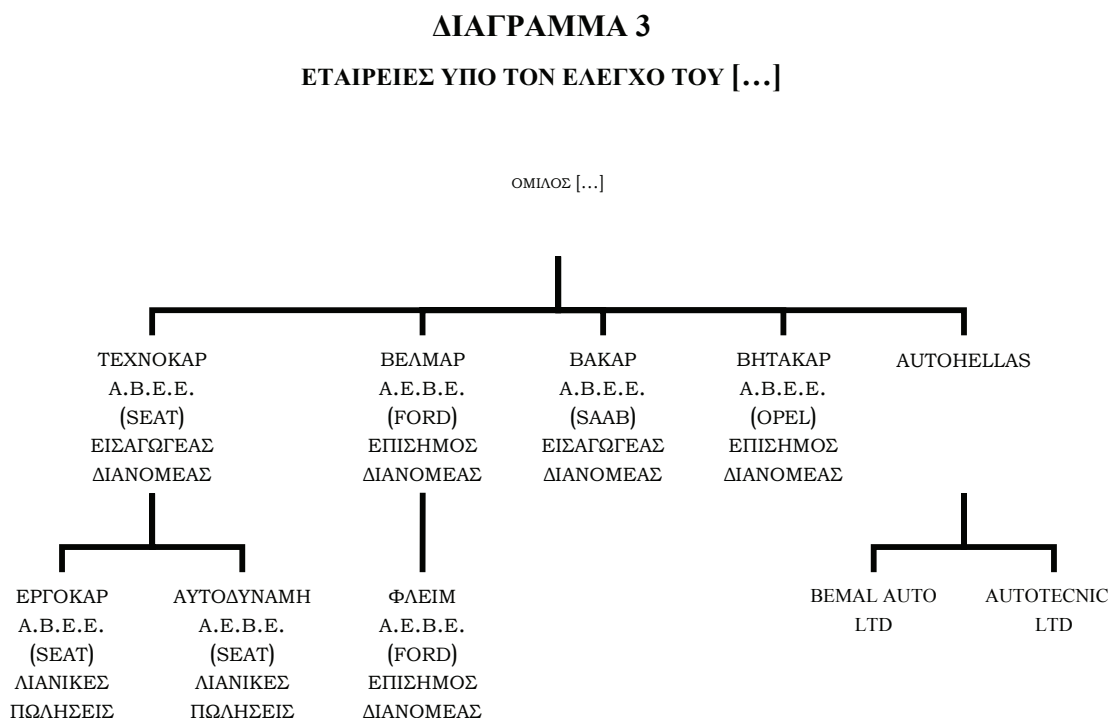 ΔΙΑΓΡΑΜΜΑ 3
ΕΤΑΙΡΕΙΕΣ ΥΠΟ ΤΟΝ ΕΛΕΓΧΟ ΤΟΥ [...]
ΟΜΙΛΟΣ [...]
ΤΕΧΝΟΚΑΡ
Α.Β.Ε.Ε.
(SEAT)
ΕΙΣΑΓΩΓΕΑΣ
ΔΙΑΝΟΜΕΑΣ
ΒΕΛΜΑΡ
Α.Ε.Β.Ε.
(FORD)
ΕΠΙΣΗΜΟΣ
ΔΙΑΝΟΜΕΑΣ
ΒΑΚΑΡ
Α.Β.Ε.Ε.
(SAAB)
ΕΙΣΑΓΩΓΕΑΣ
ΔΙΑΝΟΜΕΑΣ
ΒΗΤΑΚΑΡ
Α.Β.Ε.Ε.
(OPEL)
ΕΠΙΣΗΜΟΣ
ΔΙΑΝΟΜΕΑΣ
AUTOHELLAS
ΕΡΓΟΚΑΡ
Α.Β.Ε.Ε.
(SEAT)
ΛΙΑΝΙΚΕΣ
ΠΩΛΗΣΕΙΣ
ΑΥΤΟΔΥΝΑΜΗ
Α.Ε.Β.Ε.
(SEAT)
ΛΙΑΝΙΚΕΣ
ΠΩΛΗΣΕΙΣ
ΦΛΕΙΜ
Α.Ε.Β.Ε.
(FORD)
ΕΠΙΣΗΜΟΣ
ΔΙΑΝΟΜΕΑΣ
BEMAL AUTO
LTD
AUTOTECNIC
LTD